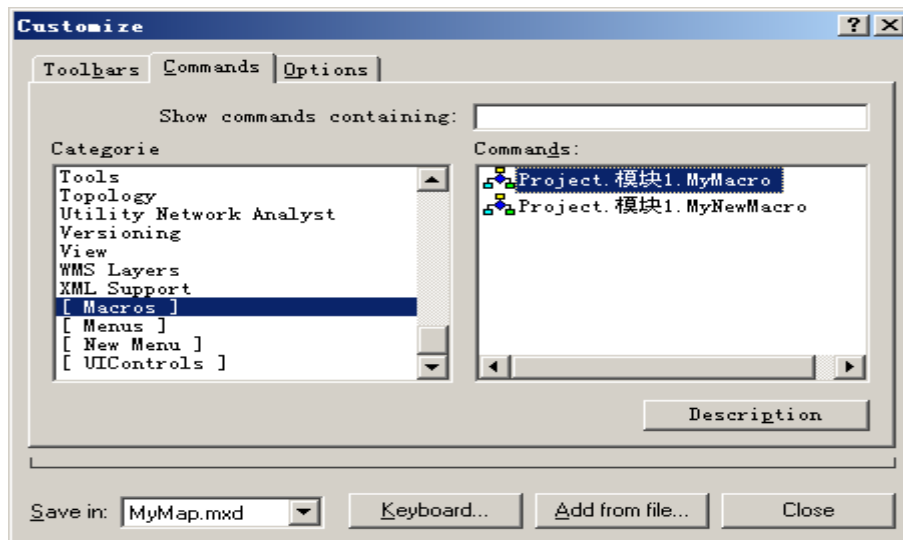 Customize
Toolbars Commands Options
Show commands containing:
Categorie
Commands:
Tools
Topology
Utility Network Analyst
Versioning
View
WMS Layers
XML Support
[ Macros ]
[ Menus ]
[ New Menu ]
[ UIControls ]
Project.模块1.MyMacro
Project.模块1.MyNewMacro
Description
Save in: MyMap.mxd Keyboard... Add from file... Close